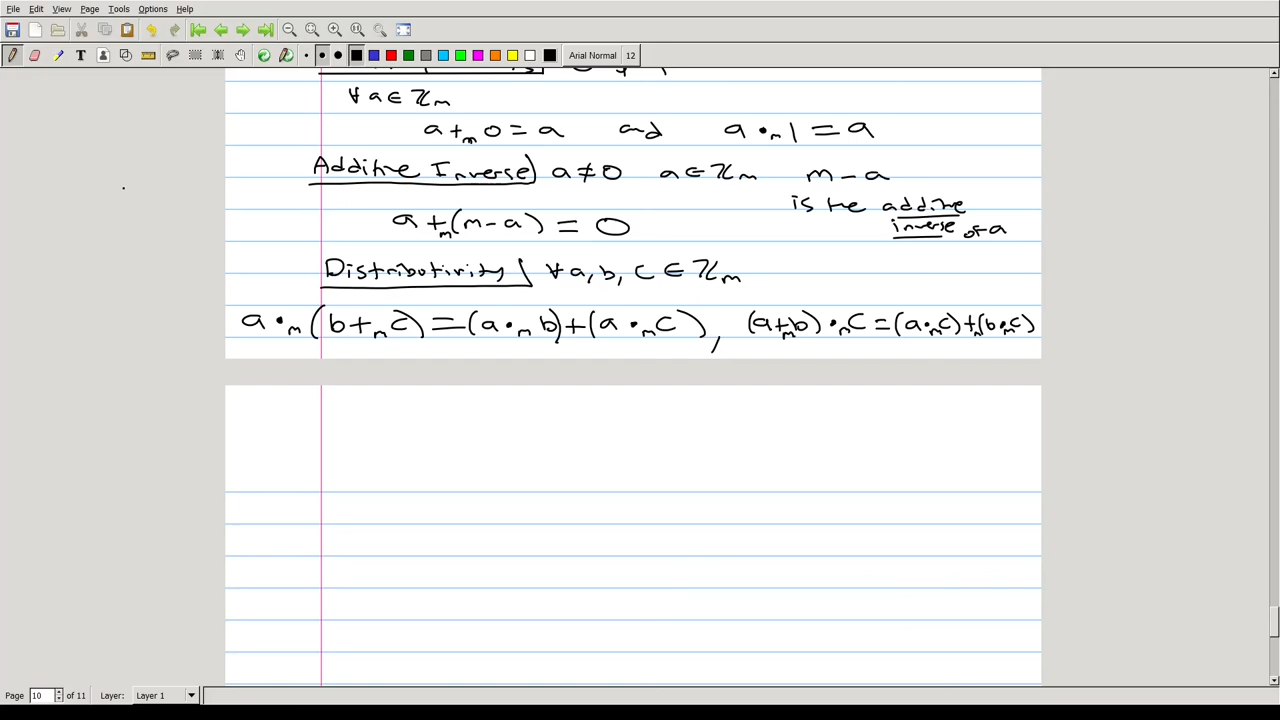 File Edit View Page Tools Options Help
T
Arial Normal 12
∀ a ∈ ℤm
a +m 0 = a and a •m 1 = a
Additive Inverse) a ≠ 0 a ∈ ℤm m - a
is the additive
inverse of a
a +m (m - a) = 0
Distributivity ∀ a, b, c ∈ ℤm
a •m (b +m c) = (a •m b) + (a •m c), (a +m b) •m c = (a •m c) +m (b •m c)
Page 10 of 11 Layer: Layer 1